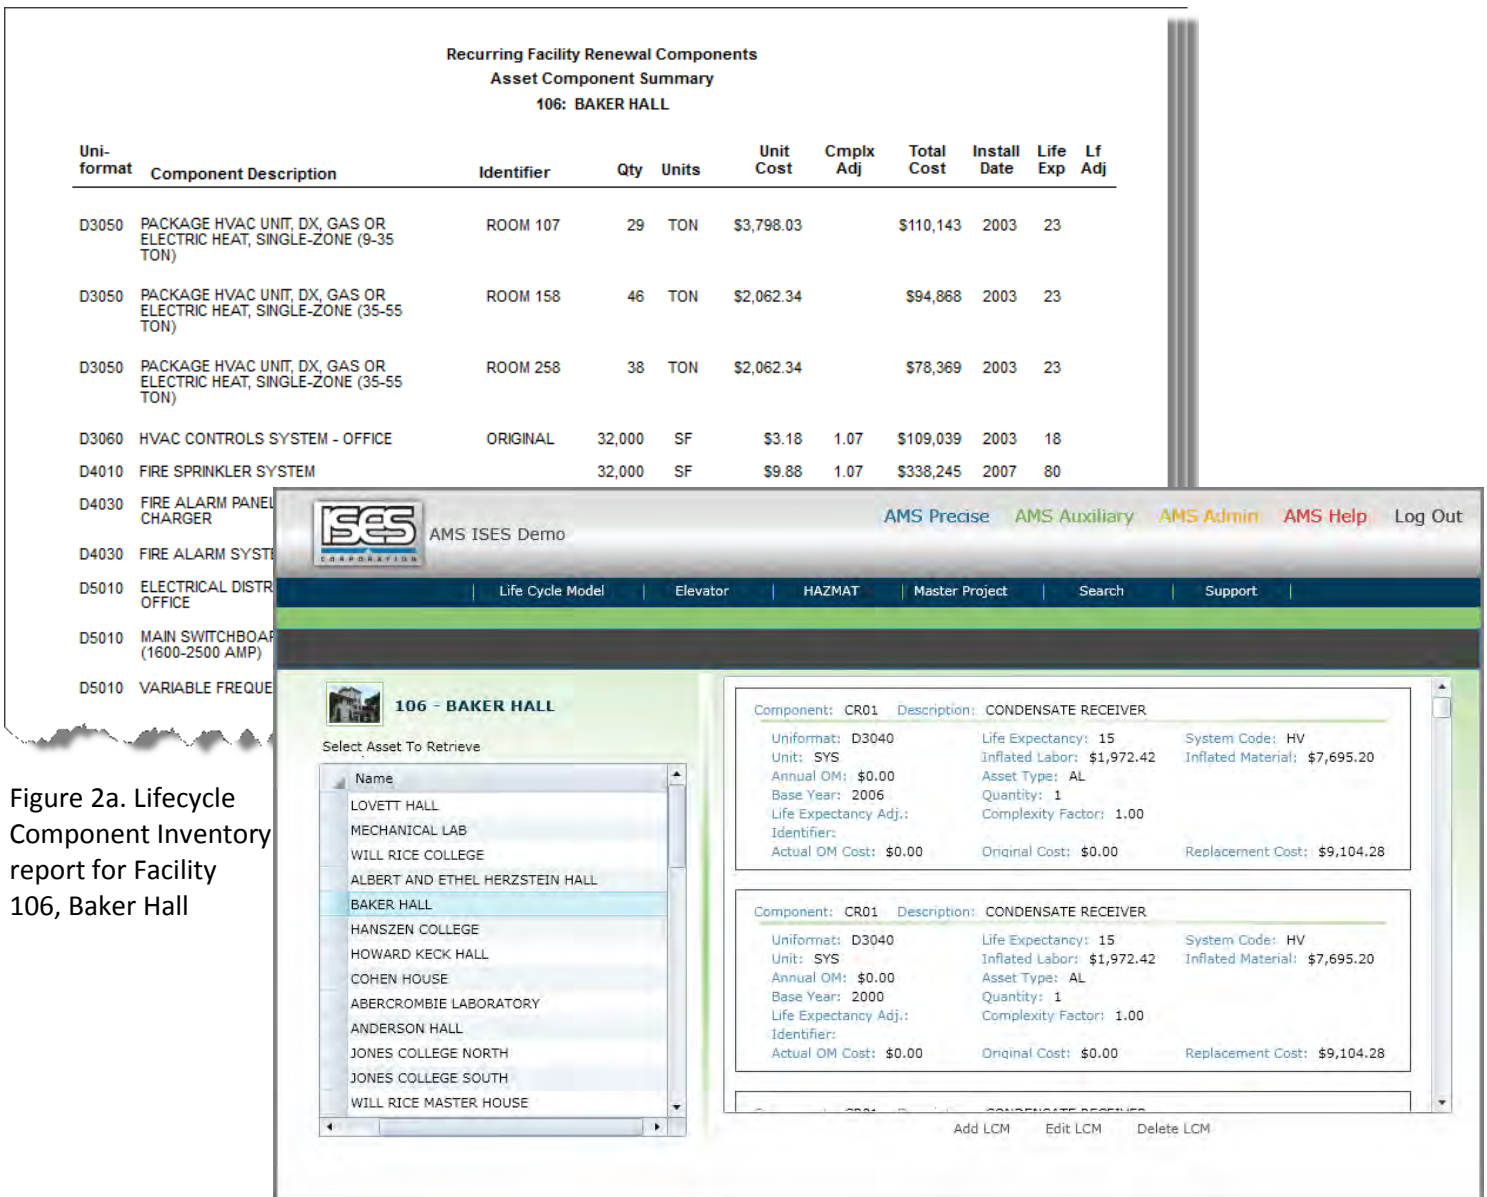 Recurring Facility Renewal Components
Asset Component Summary
106: BAKER HALL
Uni-
format Component Description Identifier Qty Units Unit Cost Cmplx Adj Total Cost Install Date Life Exp Lf Adj
D3050 PACKAGE HVAC UNIT, DX, GAS OR ROOM 107 29 TON $3,798.03 $110,143 2003 23
ELECTRIC HEAT, SINGLE-ZONE (9-35
TON)
D3050 PACKAGE HVAC UNIT, DX, GAS OR ROOM 158 46 TON $2,062.34 $94,868 2003 23
ELECTRIC HEAT, SINGLE-ZONE (35-55
TON)
D3050 PACKAGE HVAC UNIT, DX, GAS OR ROOM 258 38 TON $2,062.34 $78,369 2003 23
ELECTRIC HEAT, SINGLE-ZONE (35-55
TON)
D3060 HVAC CONTROLS SYSTEM - OFFICE ORIGINAL 32,000 SF $3.18 1.07 $109,039 2003 18
D4010 FIRE SPRINKLER SYSTEM 32,000 SF $9.88 1.07 $338,245 2007 80
D4030 FIRE ALARM PANEL
CHARGER
D4030 FIRE ALARM SYSTE
D5010 ELECTRICAL DISTR
OFFICE
D5010 MAIN SWITCHBOAR
(1600-2500 AMP)
D5010 VARIABLE FREQUE
Figure 2a. Lifecycle
Component Inventory
report for Facility
106, Baker Hall
ISES
CORPORATION
AMS ISES Demo
AMS Precise AMS Auxiliary AMS Admin AMS Help Log Out
Life Cycle Model | Elevator | HAZMAT | Master Project | Search | Support
106 - BAKER HALL
Select Asset To Retrieve
Name
LOVETT HALL
MECHANICAL LAB
WILL RICE COLLEGE
ALBERT AND ETHEL HERZSTEIN HALL
BAKER HALL
HANSZEN COLLEGE
HOWARD KECK HALL
COHEN HOUSE
ABERCROMBIE LABORATORY
ANDERSON HALL
JONES COLLEGE NORTH
JONES COLLEGE SOUTH
WILL RICE MASTER HOUSE
Component: CR01 Description: CONDENSATE RECEIVER
Uniformat: D3040 Life Expectancy: 15 System Code: HV
Unit: SYS Inflated Labor: $1,972.42 Inflated Material: $7,695.20
Annual OM: $0.00 Asset Type: AL
Base Year: 2006 Quantity: 1
Life Expectancy Adj.: Complexity Factor: 1.00
Identifier:
Actual OM Cost: $0.00 Original Cost: $0.00 Replacement Cost: $9,104.28
Component: CR01 Description: CONDENSATE RECEIVER
Uniformat: D3040 Life Expectancy: 15 System Code: HV
Unit: SYS Inflated Labor: $1,972.42 Inflated Material: $7,695.20
Annual OM: $0.00 Asset Type: AL
Base Year: 2000 Quantity: 1
Life Expectancy Adj.: Complexity Factor: 1.00
Identifier:
Actual OM Cost: $0.00 Original Cost: $0.00 Replacement Cost: $9,104.28
Add LCM Edit LCM Delete LCM